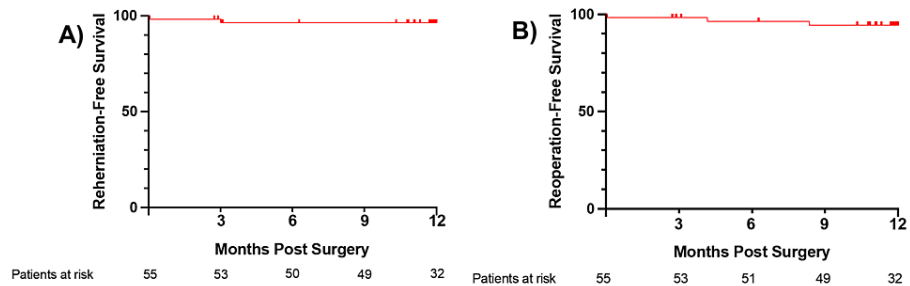 A)
Reherniation-Free Survival
100
50
0
3 6 9 12
Months Post Surgery
Patients at risk 55 53 50 49 32
B)
Reoperation-Free Survival
100
50
0
3 6 9 12
Months Post Surgery
Patients at risk 55 53 51 49 32